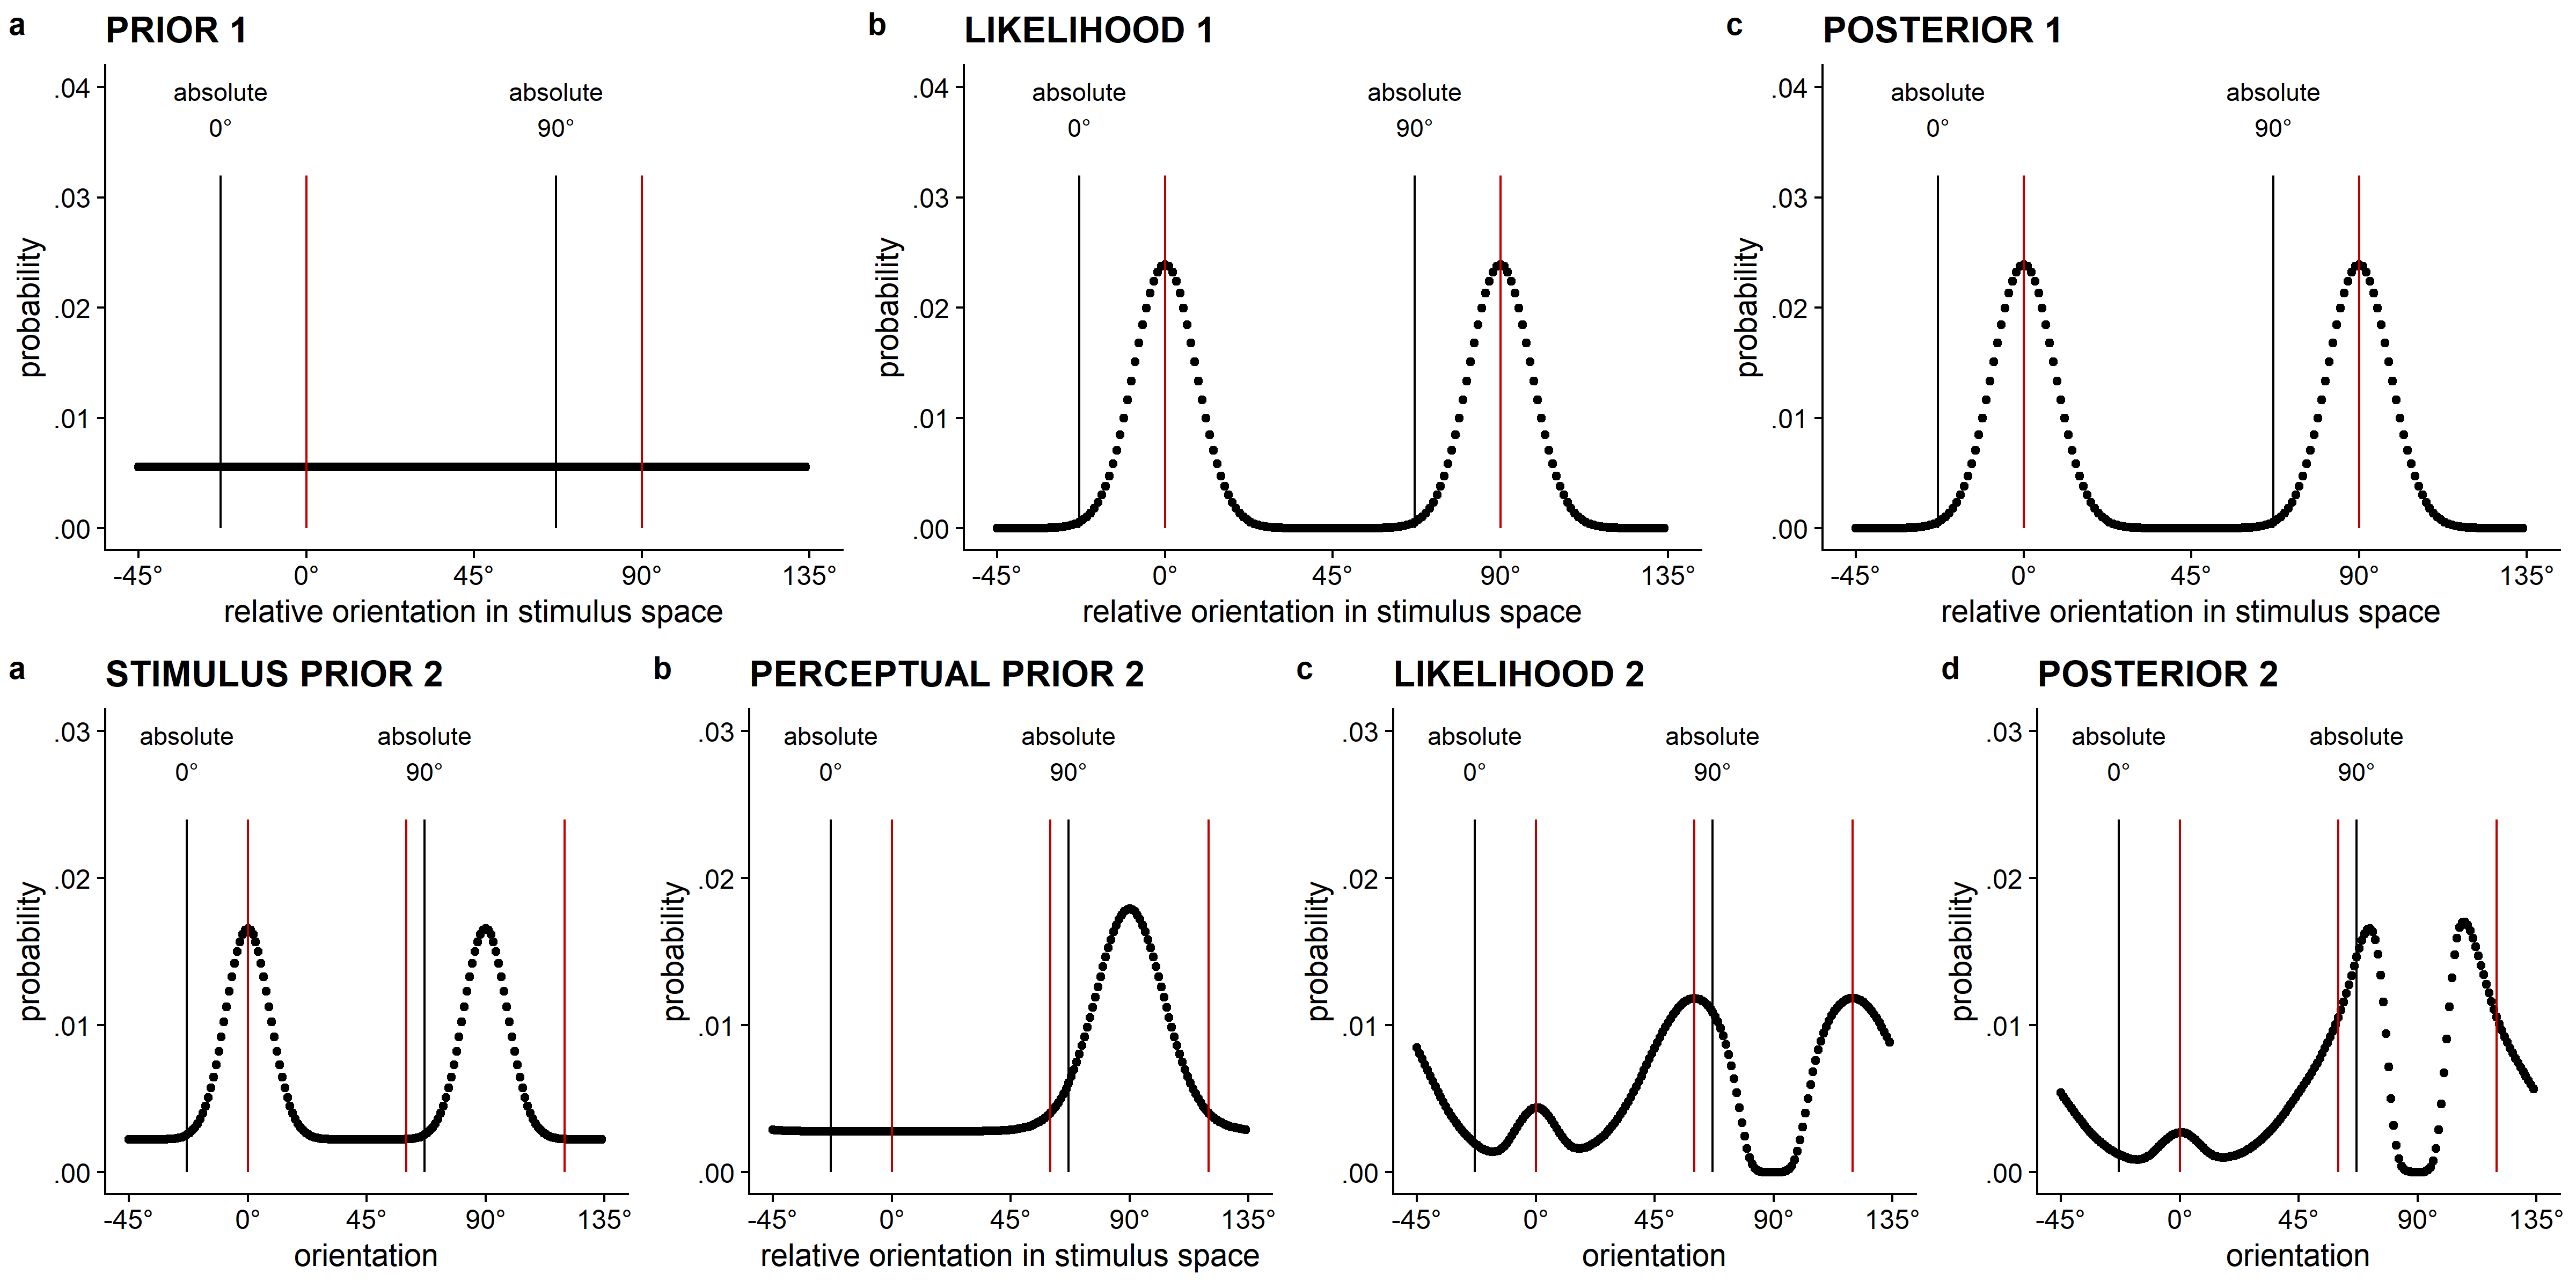 a PRIOR 1
absolute absolute
0° 90°
.04
.03
.02
.01
.00
probability
-45° 0° 45° 90° 135°
relative orientation in stimulus space
b LIKELIHOOD 1
absolute absolute
0° 90°
.04
.03
.02
.01
.00
probability
-45° 0° 45° 90° 135°
relative orientation in stimulus space
c POSTERIOR 1
absolute absolute
0° 90°
.04
.03
.02
.01
.00
probability
-45° 0° 45° 90° 135°
relative orientation in stimulus space
a STIMULUS PRIOR 2
absolute absolute
0° 90°
.03
.02
.01
.00
probability
-45° 0° 45° 90° 135°
orientation
b PERCEPTUAL PRIOR 2
absolute absolute
0° 90°
.03
.02
.01
.00
probability
-45° 0° 45° 90° 135°
relative orientation in stimulus space
c LIKELIHOOD 2
absolute absolute
0° 90°
.03
.02
.01
.00
probability
-45° 0° 45° 90° 135°
orientation
d POSTERIOR 2
absolute absolute
0° 90°
.03
.02
.01
.00
probability
-45° 0° 45° 90° 135°
orientation